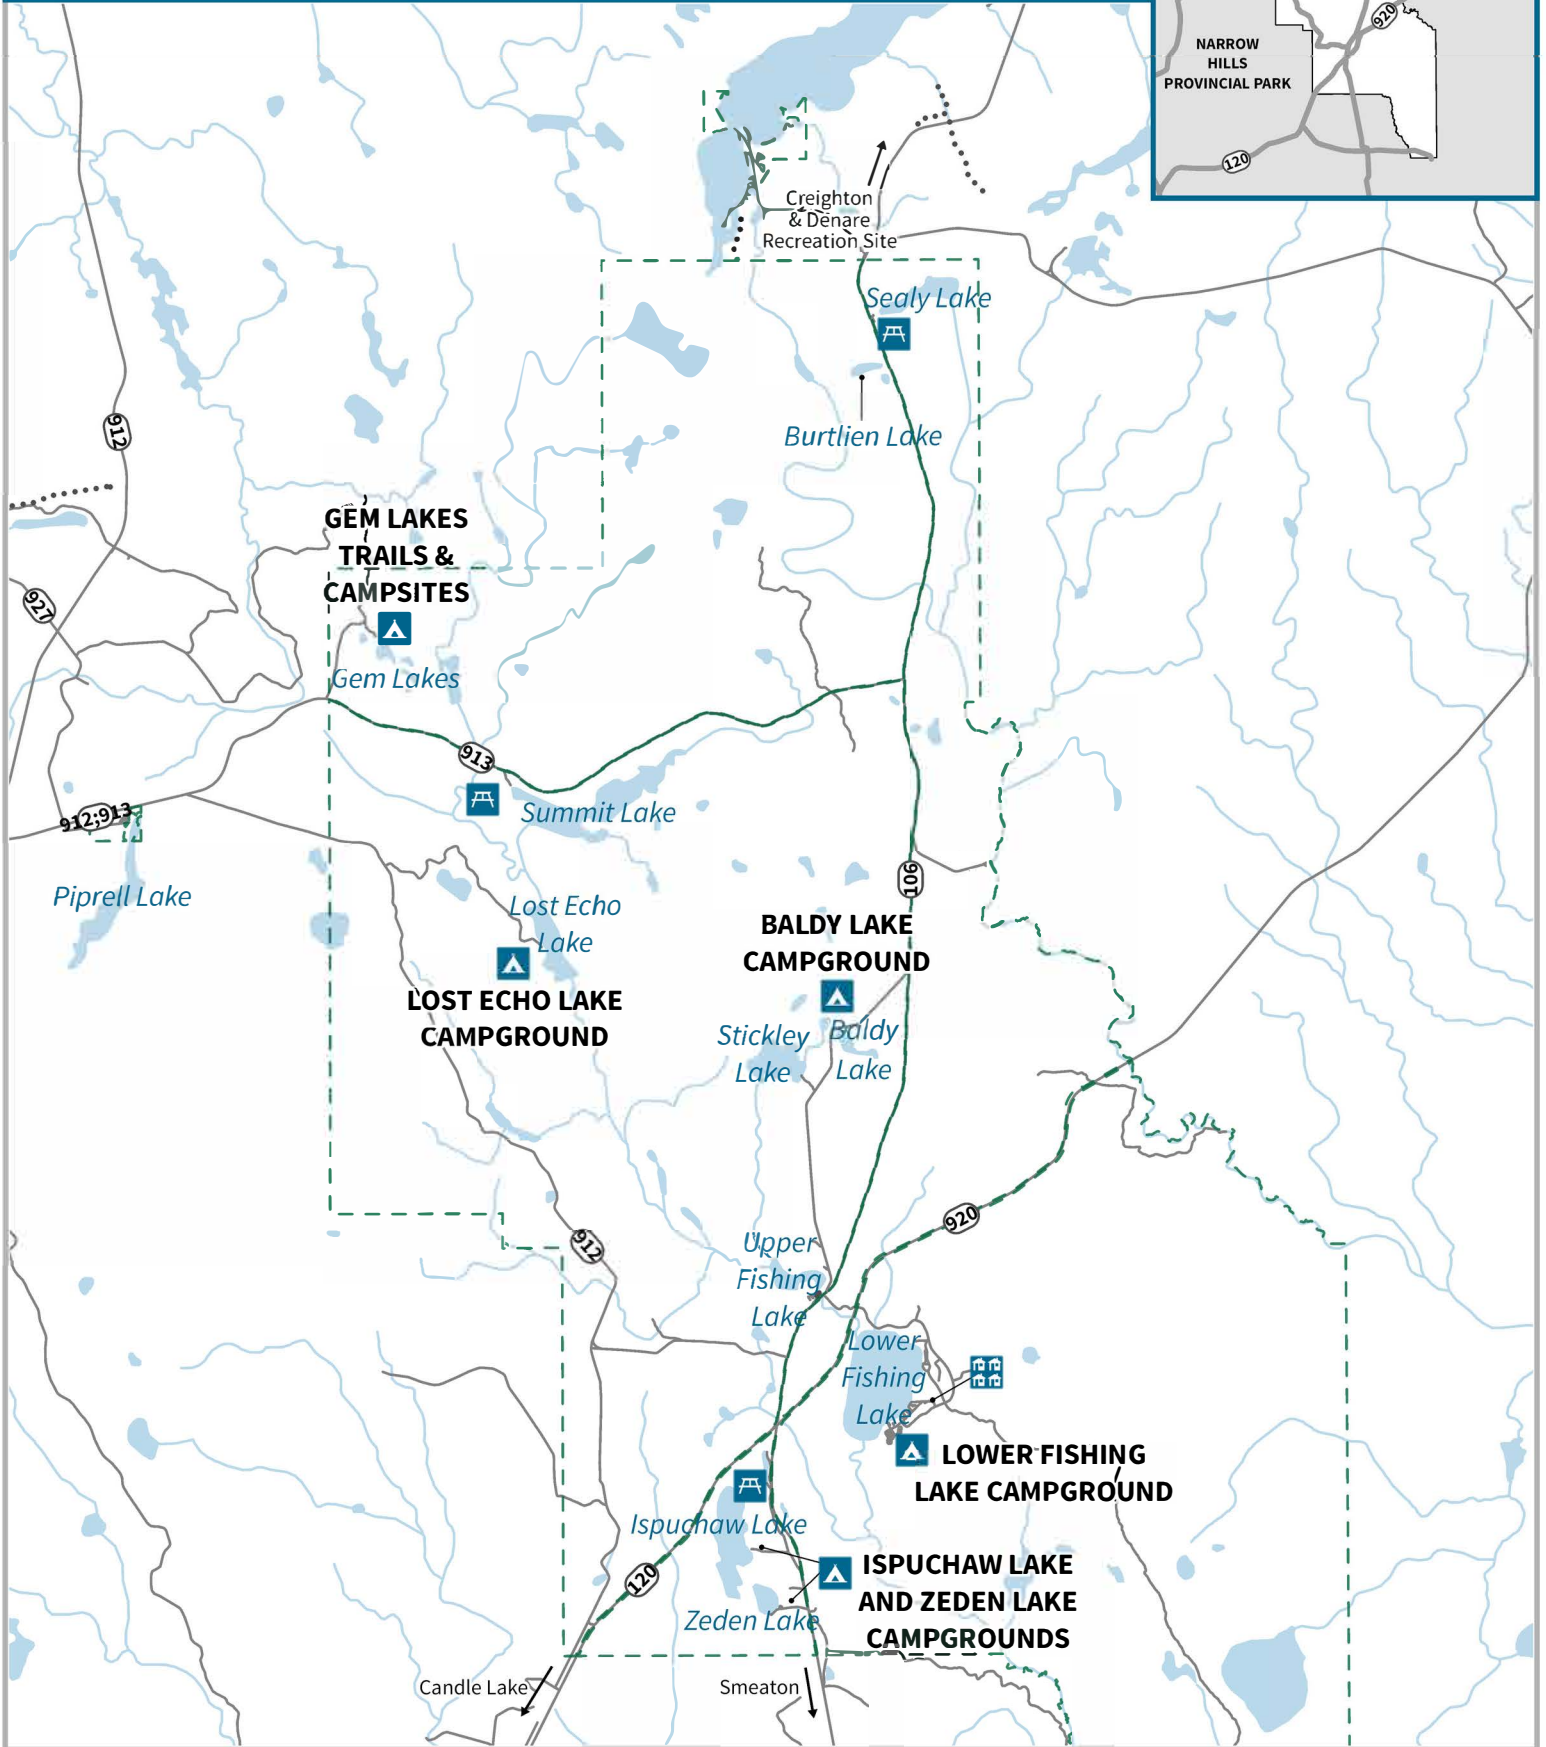 920
NARROW
HILLS
PROVINCIAL PARK
120
Creighton
& Denare
Recreation Site
Sealy Lake
912
Burtlien Lake
GEM LAKES
TRAILS &
CAMPSITES
927
Gem Lakes
913
Summit Lake
912;913
Piprell Lake
106
Lost Echo
Lake
BALDY LAKE
CAMPGROUND
LOST ECHO LAKE
CAMPGROUND
Stickley
Lake
Baldy
Lake
920
912
Upper
Fishing
Lake
Lower
Fishing
Lake
LOWER FISHING
LAKE CAMPGROUND
Ispuchaw Lake
ISPUCHAW LAKE
AND ZEDEN LAKE
CAMPGROUNDS
120
Zeden Lake
Candle Lake
Smeaton